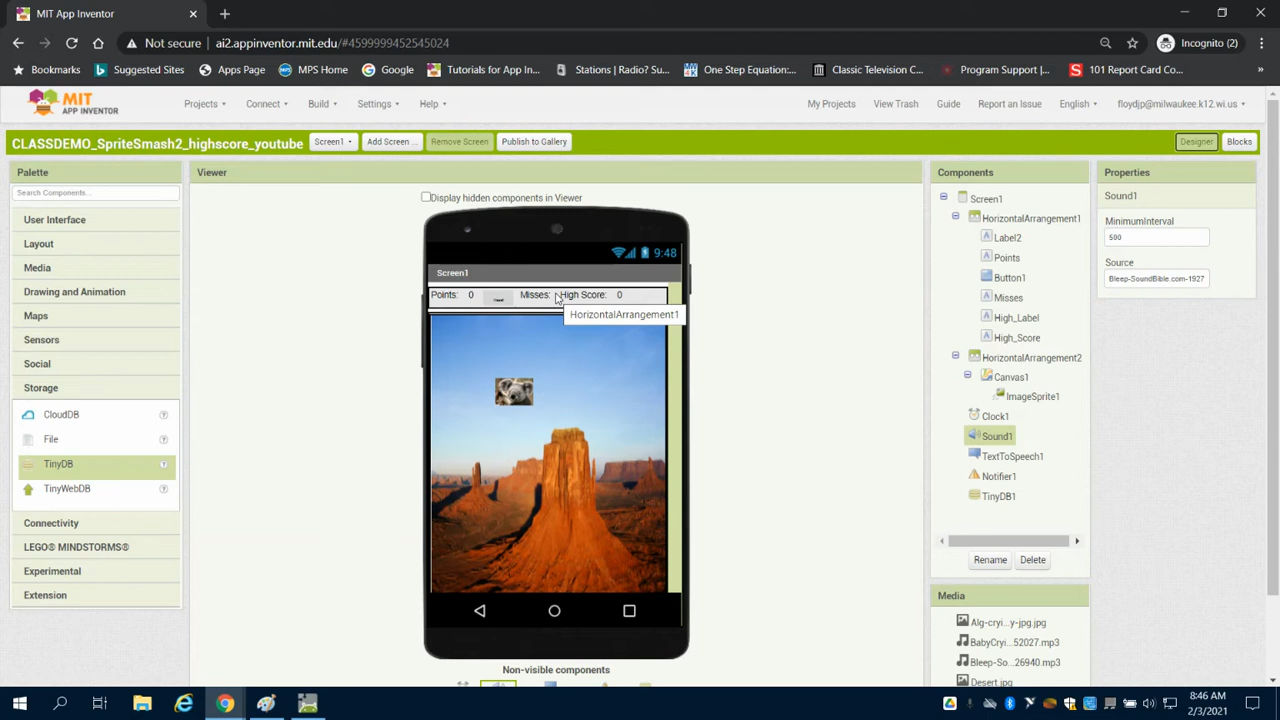 MIT App Inventor
Not secure
ai2.appinventor.mit.edu/#4599999452545024
Incognito (2)
Bookmarks
Suggested Sites
Apps Page
MPS Home
Google
Tutorials for App In...
Stations | Radio? Su...
One Step Equation:...
Classic Television C...
Program Support |...
101 Report Card Co...
MIT
APP INVENTOR
Projects
Connect
Build
Settings
Help
My Projects
View Trash
Guide
Report an Issue
English
floydjp@milwaukee.k12.wi.us
CLASSDEMO_SpriteSmash2_highscore_youtube
Screen1
Add Screen ...
Remove Screen
Publish to Gallery
Designer
Blocks
Palette
Search Components...
User Interface
Layout
Media
Drawing and Animation
Maps
Sensors
Social
Storage
CloudDB
File
TinyDB
TinyWebDB
Connectivity
LEGO® MINDSTORMS®
Experimental
Extension
Viewer
Display hidden components in Viewer
9:48
Screen1
Points: 0
Reset
Misses:
High Score: 0
HorizontalArrangement1
Non-visible components
Components
Screen1
HorizontalArrangement1
Label2
Points
Button1
Misses
High_Label
High_Score
HorizontalArrangement2
Canvas1
ImageSprite1
Clock1
Sound1
TextToSpeech1
Notifier1
TinyDB1
Rename
Delete
Media
Alg-cryi...y-jpg.jpg
BabyCryi...52027.mp3
Bleep-So...26940.mp3
Desert.jpg
Properties
Sound1
MinimumInterval
500
Source
Bleep-SoundBible.com-1927
8:46 AM
2/3/2021